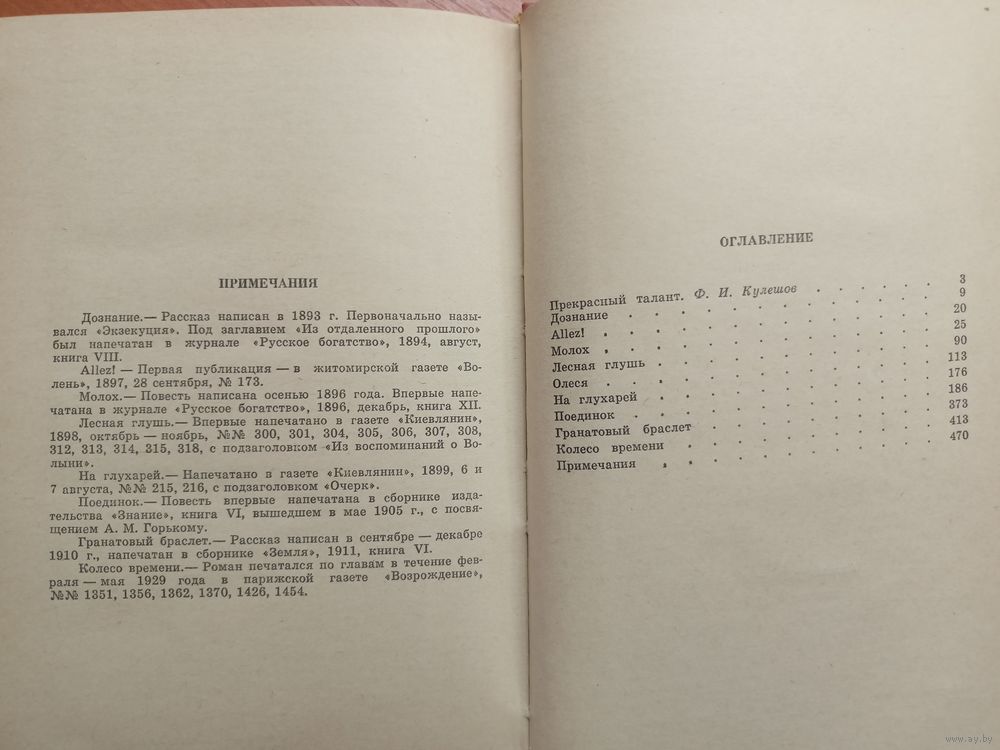 ПРИМЕЧАНИЯ
Дознание.— Рассказ написан в 1893 г. Первоначально назы-
вался «Экзекуция». Под заглавием «Из отдаленного прошлого»
был напечатан в журнале «Русское богатство», 1894, август,
книга VIII.
Allez! — Первая публикация — в житомирской газете «Во-
лень», 1897, 28 сентября, № 173.
Молох.— Повесть написана осенью 1896 года. Впервые напе-
чатана в журнале «Русское богатство», 1896, декабрь, книга XII.
Лесная глушь.— Впервые напечатано в газете «Киевлянин»,
1898, октябрь — ноябрь, №№ 300, 301, 304, 305, 306, 307, 308,
312, 313, 314, 315, 318, с подзаголовком «Из воспоминаний о Во-
лыни».
На глухарей.— Напечатано в газете «Киевлянин», 1899, 6 и
7 августа, №№ 215, 216, с подзаголовком «Очерк».
Поединок.— Повесть впервые напечатана в сборнике изда-
тельства «Знание», книга VI, вышедшем в мае 1905 г., с посвя-
щением А. М. Горькому.
Гранатовый браслет.— Рассказ написан в сентябре — декабре
1910 г., напечатан в сборнике «Земля», 1911, книга VI.
Колесо времени.— Роман печатался по главам в течение фев-
раля — мая 1929 года в парижской газете «Возрождение»,
№№ 1351, 1356, 1362, 1370, 1426, 1454.
ОГЛАВЛЕНИЕ
Прекрасный талант. Ф. И. Кулешов . . . . . . 3
Дознание . . . . . . . . . . . 9
Allez! . . . . . . . . . . . . 20
Молох . . . . . . . . . . . . 25
Лесная глушь . . . . . . . . . . 90
Олеся . . . . . . . . . . . . 113
На глухарей . . . . . . . . . . 176
Поединок . . . . . . . . . . . 186
Гранатовый браслет . . . . . . . . . 373
Колесо времени . . . . . . . . . . 413
Примечания . . . . . . . . . . . 470
www.ay.by